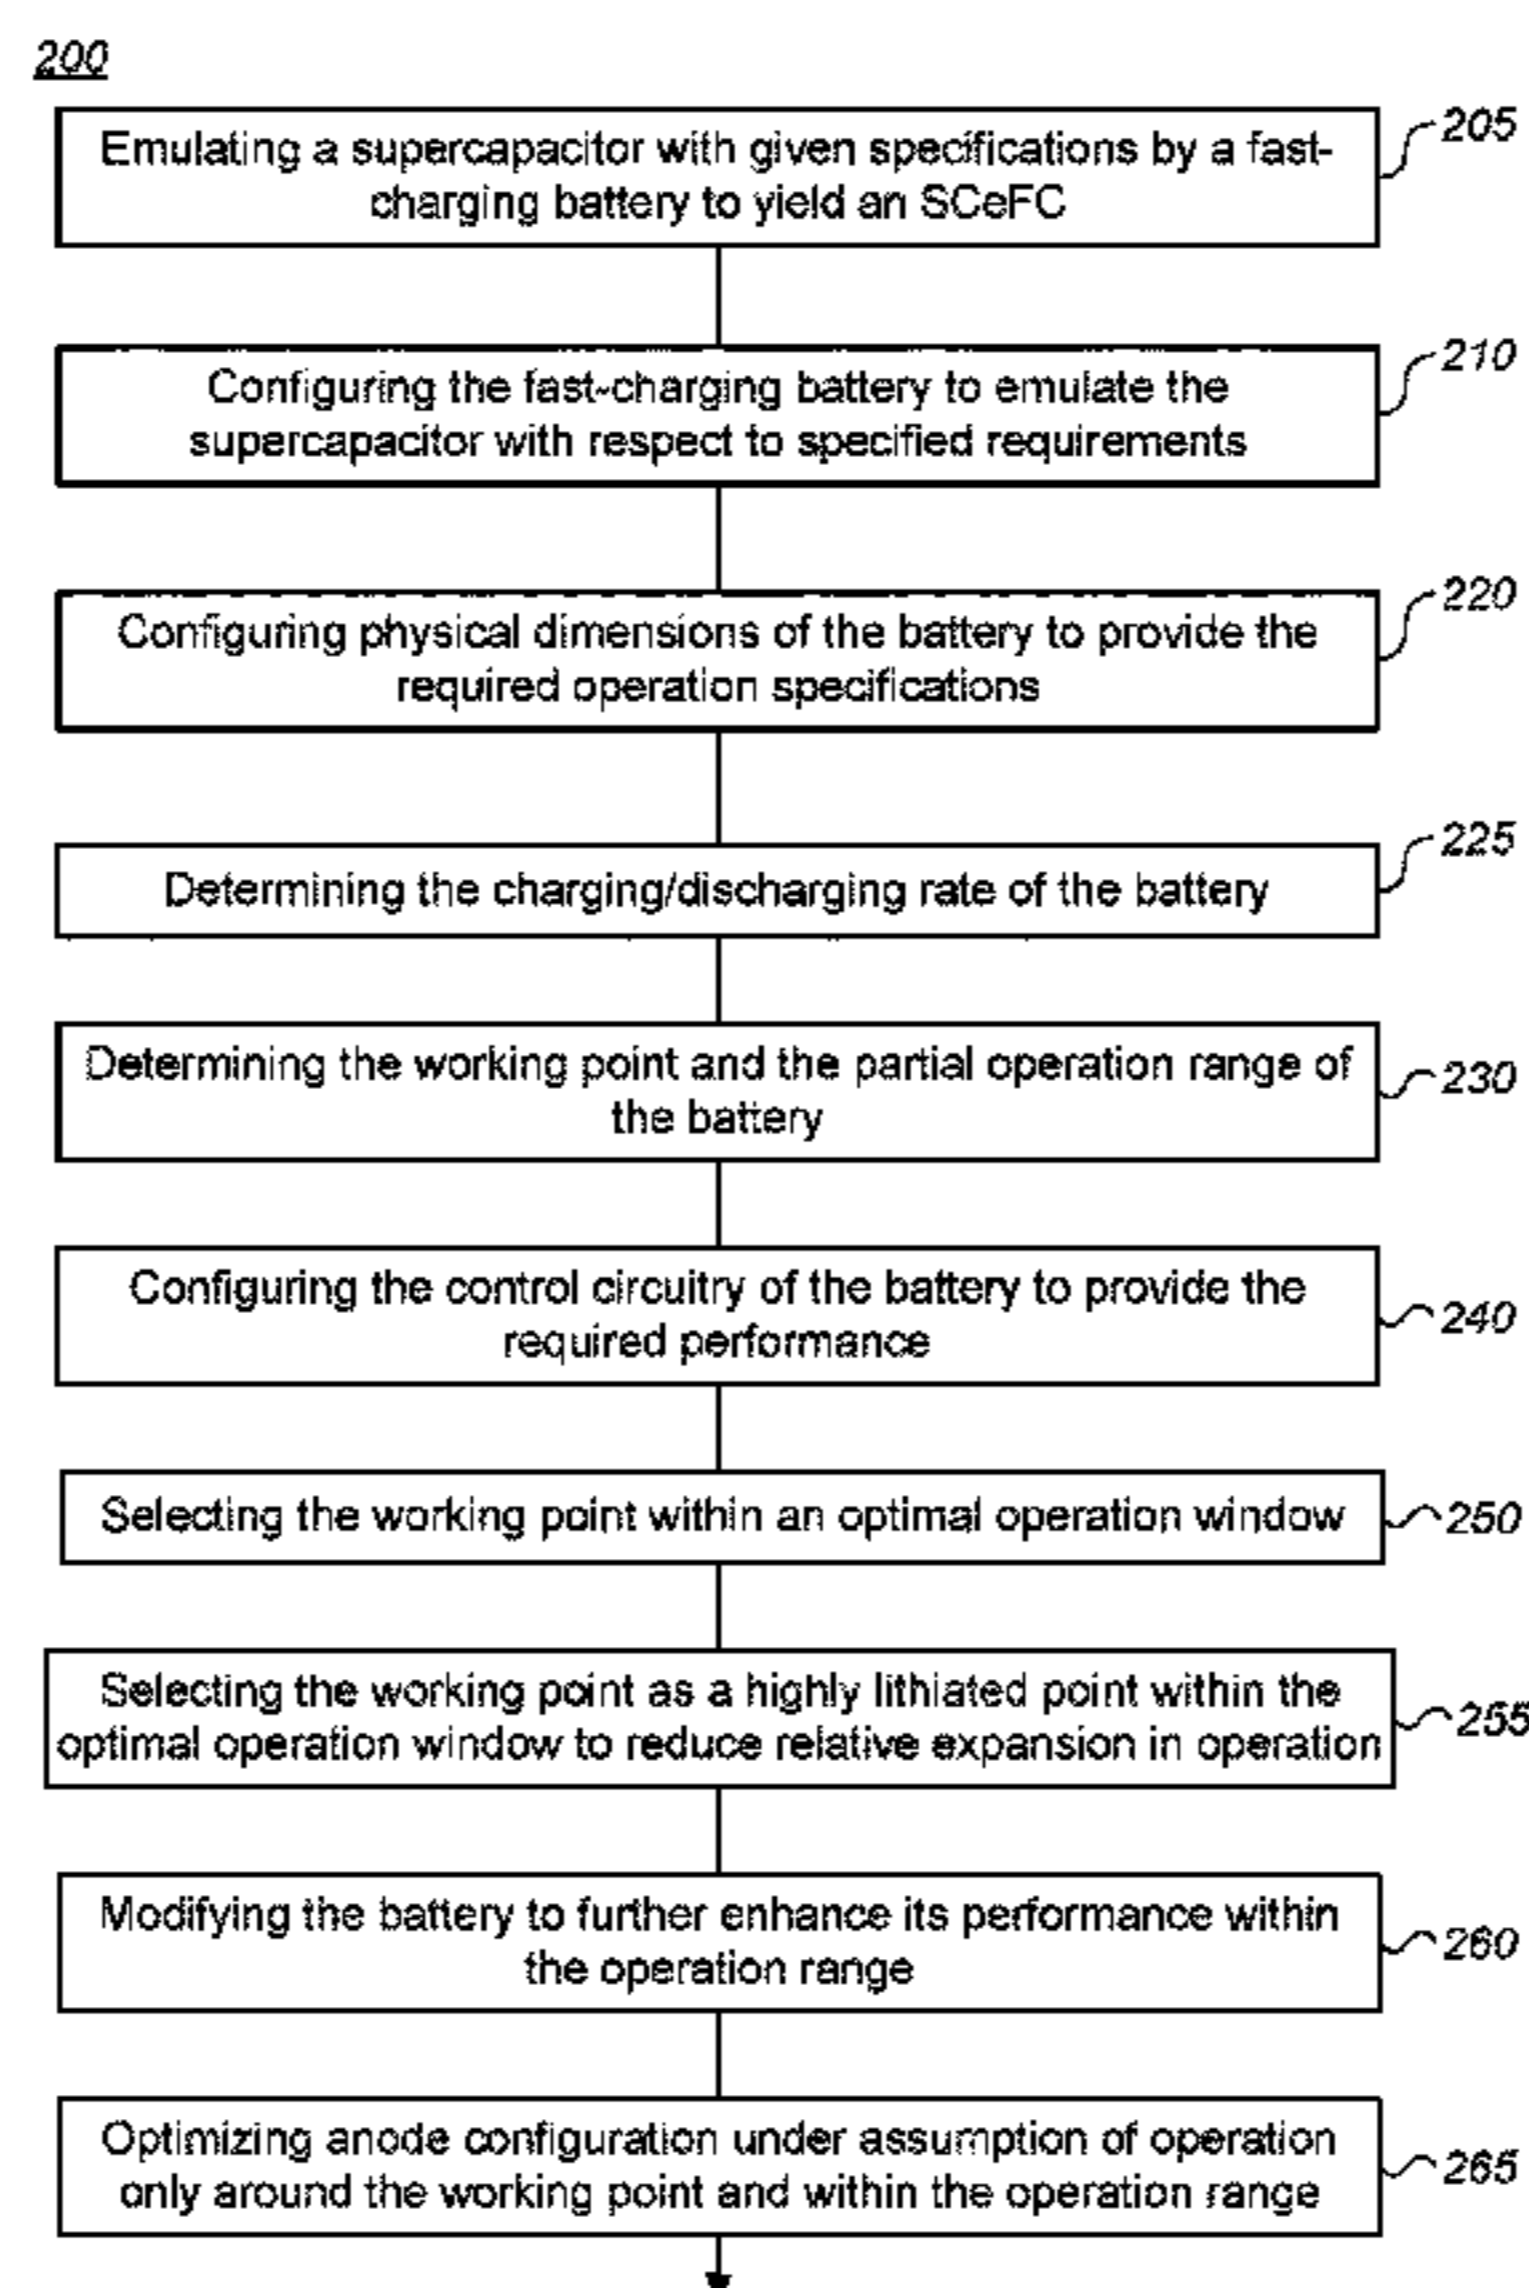 200
Emulating a supercapacitor with given specifications by a fast-
charging battery to yield an SCeFC
205
Configuring the fast-charging battery to emulate the
supercapacitor with respect to specified requirements
210
Configuring physical dimensions of the battery to provide the
required operation specifications
220
Determining the charging/discharging rate of the battery
225
Determining the working point and the partial operation range of
the battery
230
Configuring the control circuitry of the battery to provide the
required performance
240
Selecting the working point within an optimal operation window
250
Selecting the working point as a highly lithiated point within the
optimal operation window to reduce relative expansion in operation
255
Modifying the battery to further enhance its performance within
the operation range
260
Optimizing anode configuration under assumption of operation
only around the working point and within the operation range
265